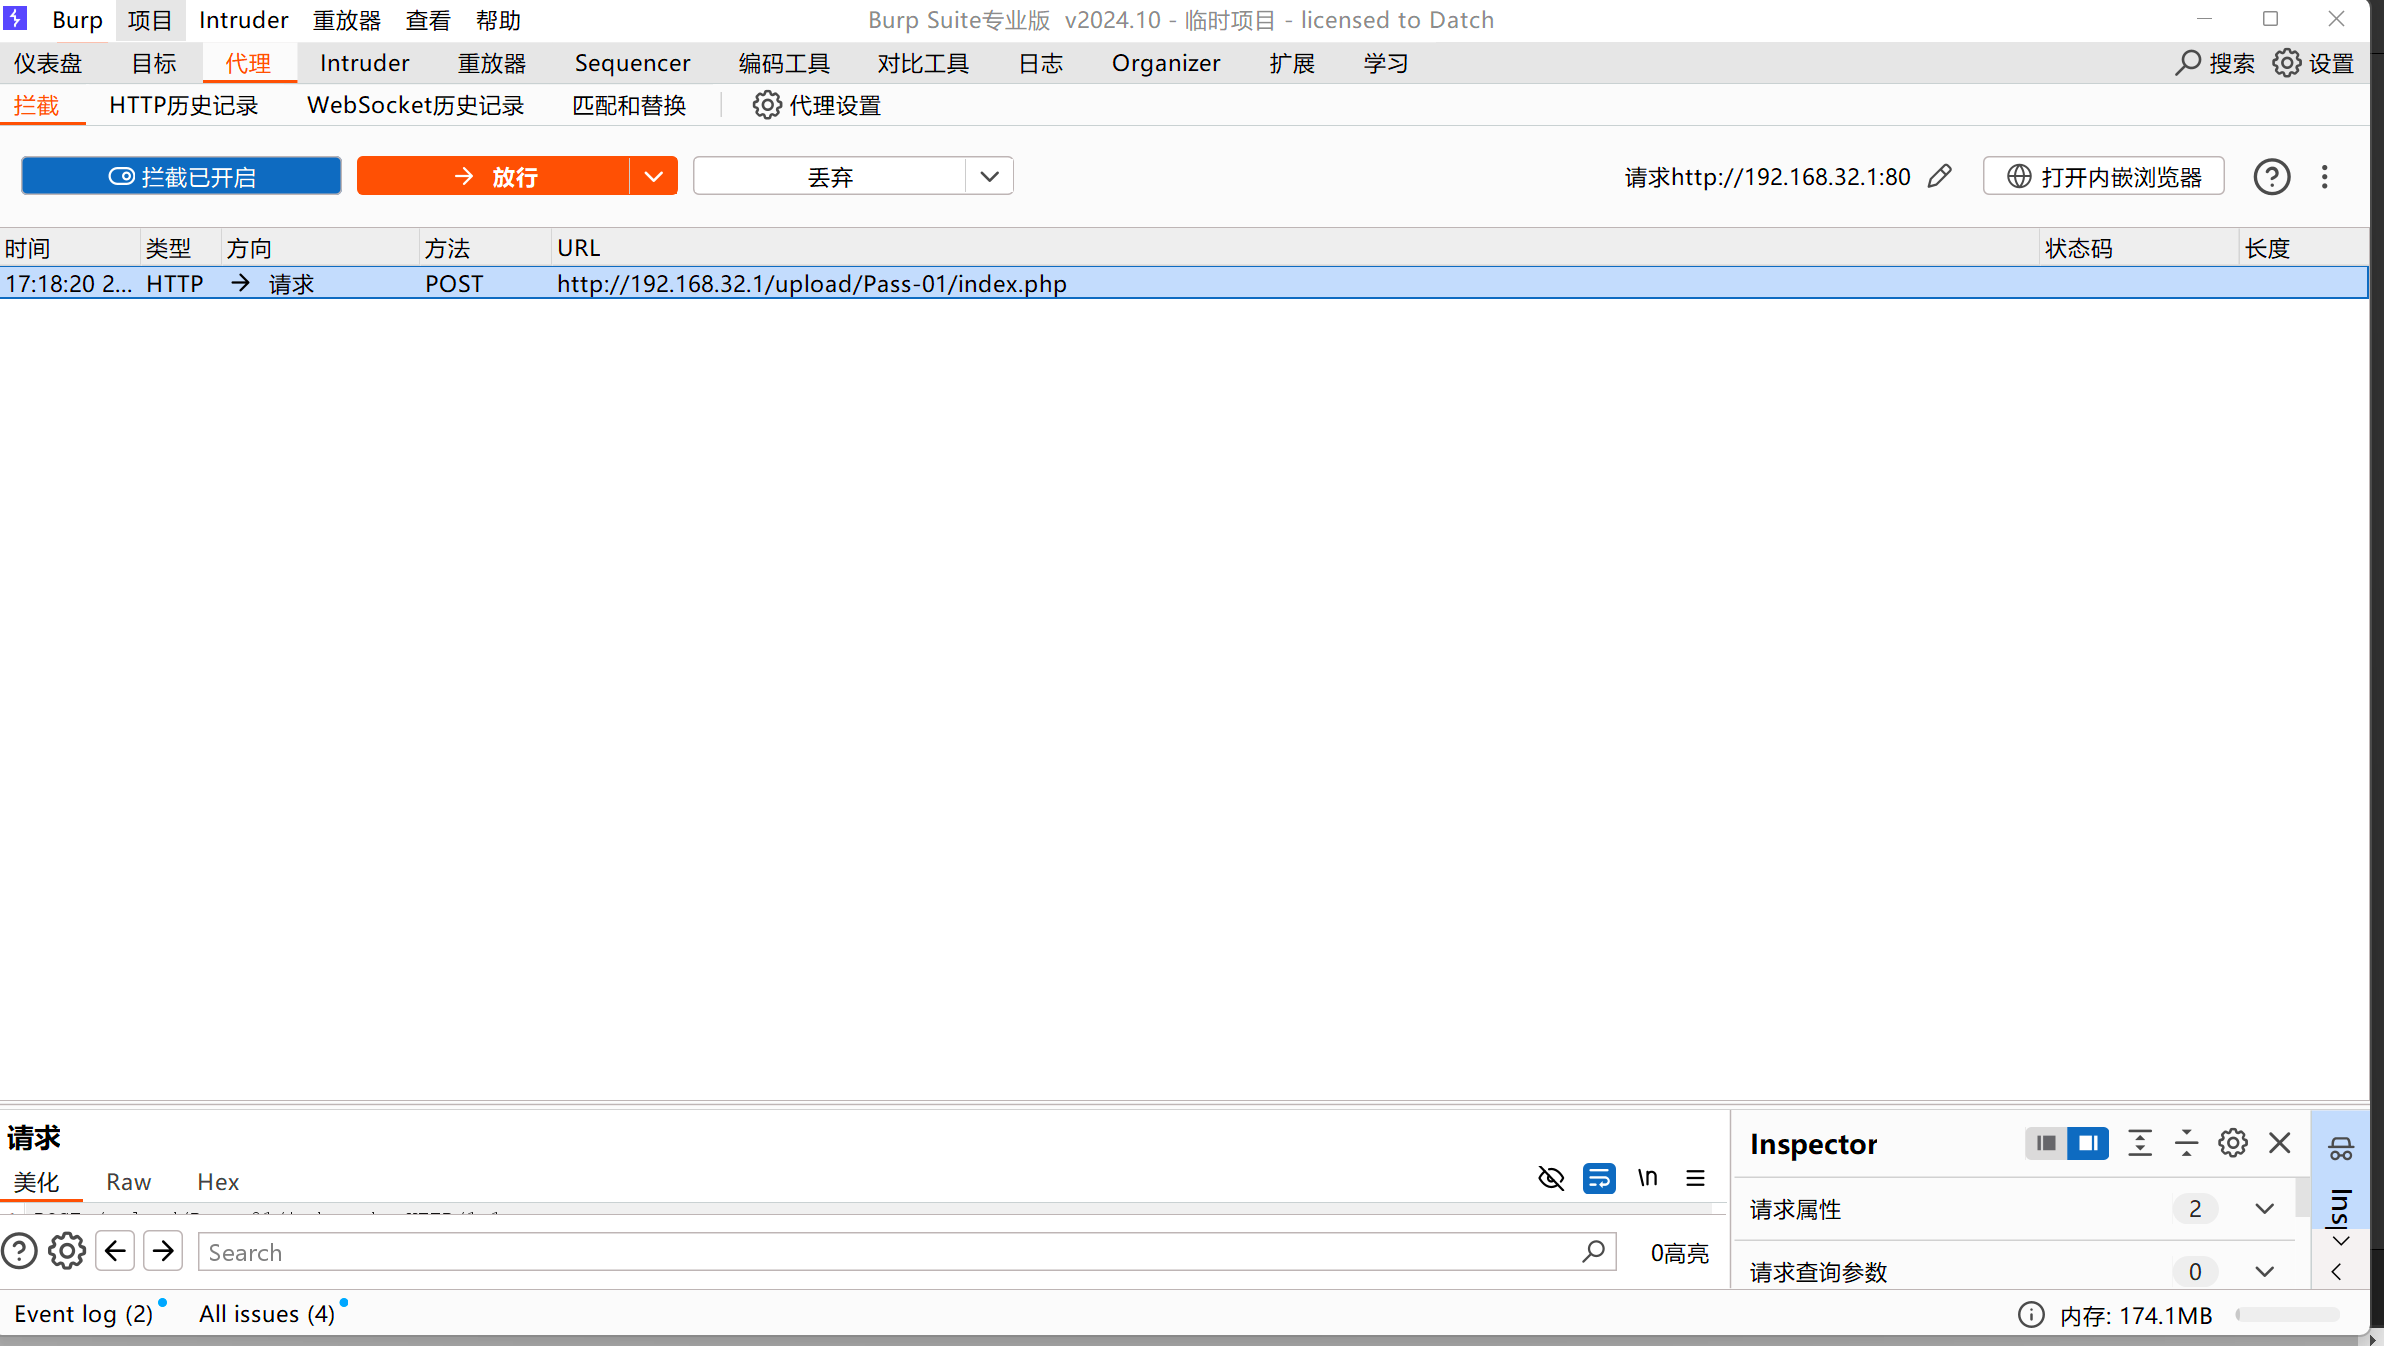 Burp 项目 Intruder 重放器 查看 帮助 Burp Suite专业版 v2024.10 - 临时项目 - licensed to Datch
仪表盘 目标 代理 Intruder 重放器 Sequencer 编码工具 对比工具 日志 Organizer 扩展 学习 搜索 设置
拦截 HTTP历史记录 WebSocket历史记录 匹配和替换 代理设置
拦截已开启 放行 丢弃 请求http://192.168.32.1:80 打开内嵌浏览器
时间 类型 方向 方法 URL 状态码 长度
17:18:20 2... HTTP 请求 POST http://192.168.32.1/upload/Pass-01/index.php
请求
美化 Raw Hex \n
Search 0高亮
Inspector
请求属性 2
请求查询参数 0
Ins
Event log (2) All issues (4) 内存: 174.1MB